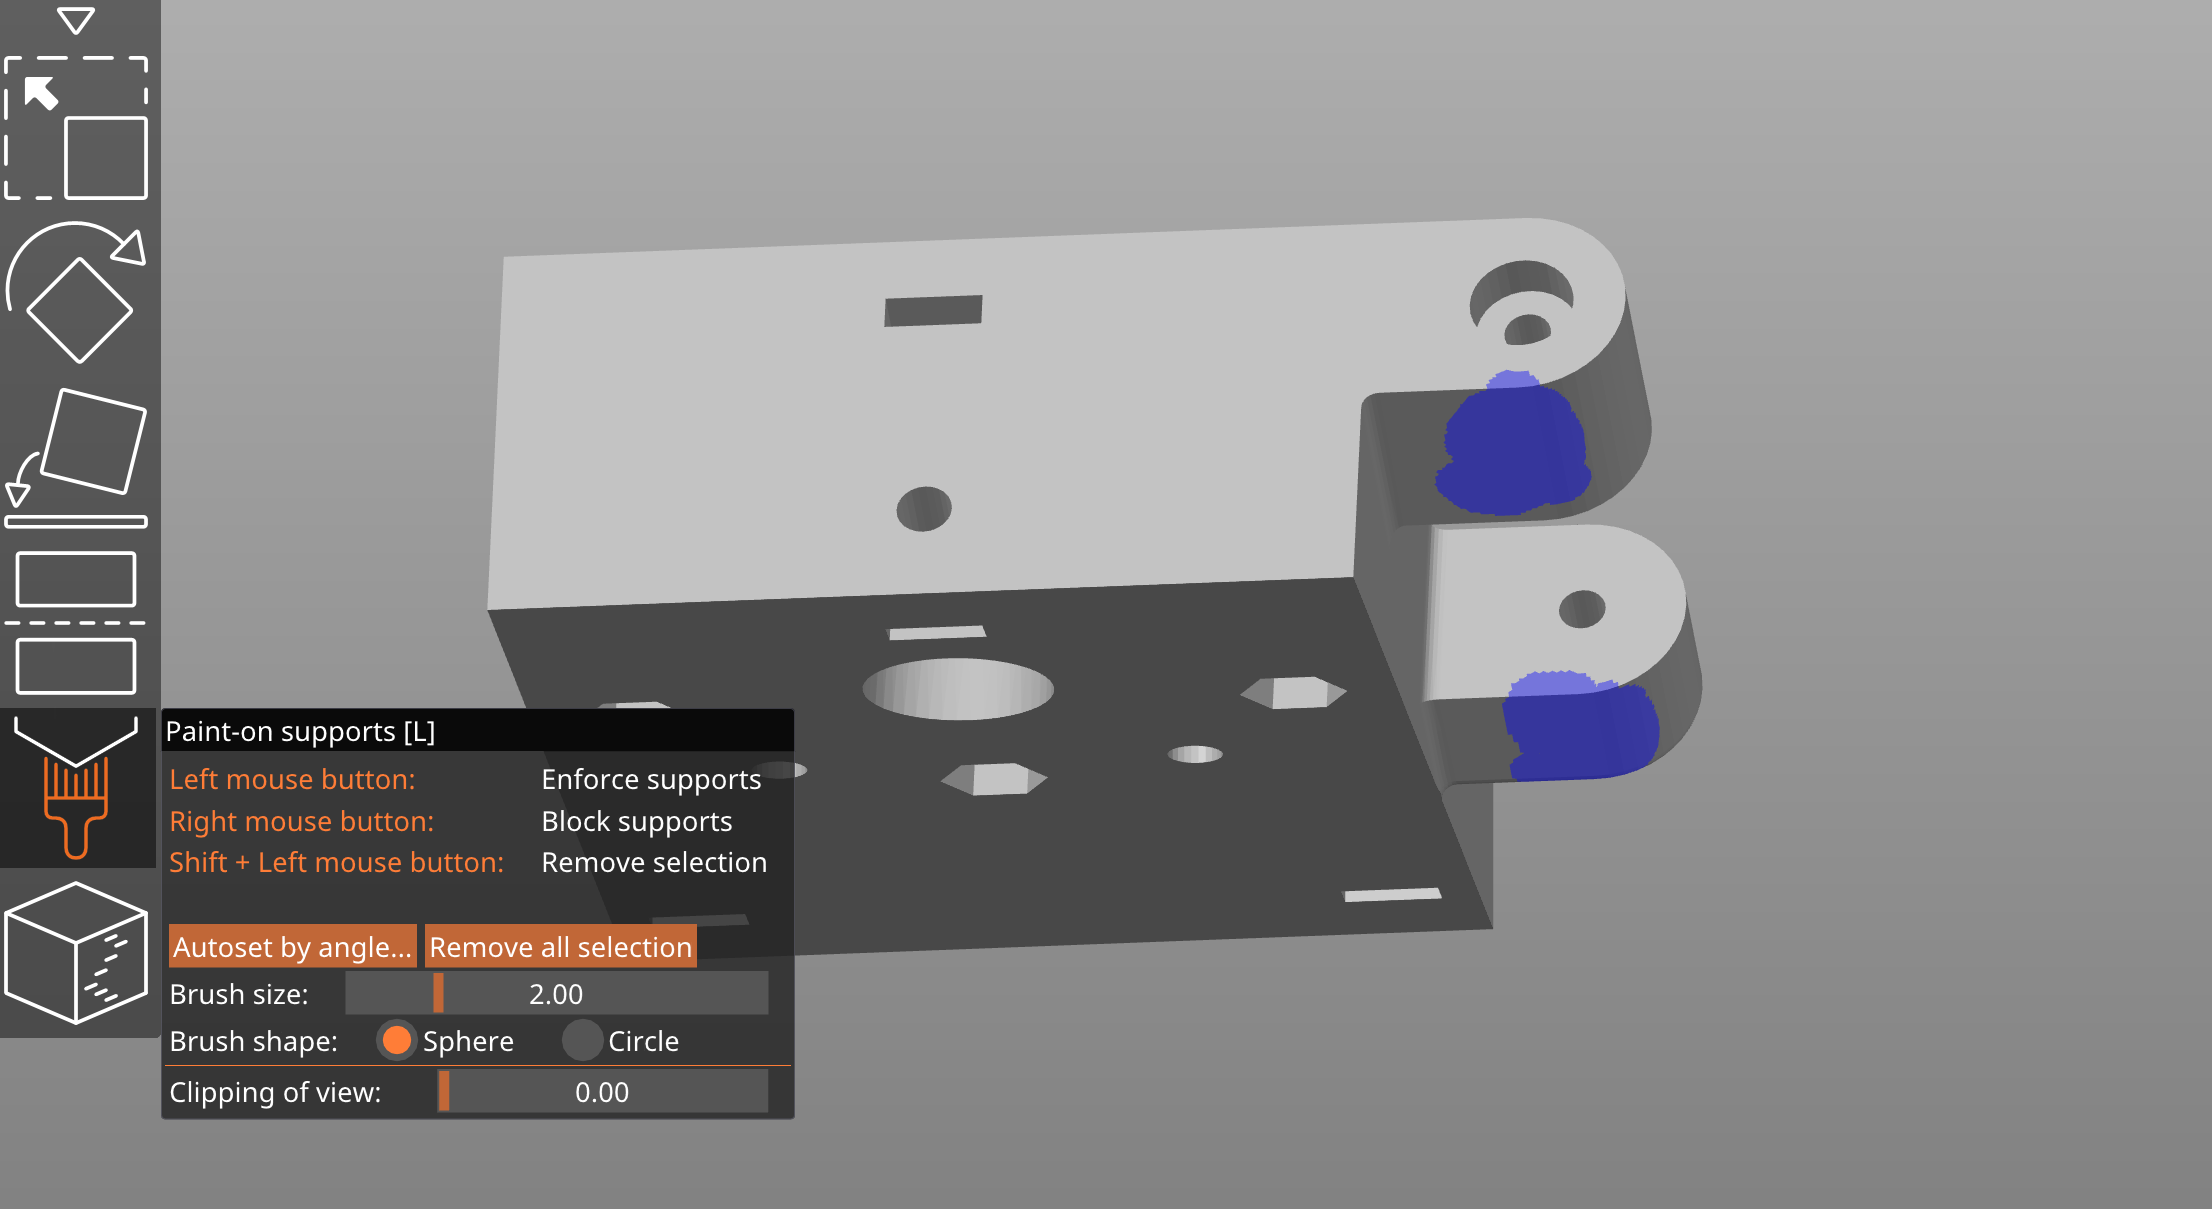 Paint-on supports [L]
Left mouse button: Enforce supports
Right mouse button: Block supports
Shift + Left mouse button: Remove selection
Autoset by angle... Remove all selection
Brush size: 2.00
Brush shape: Sphere Circle
Clipping of view: 0.00